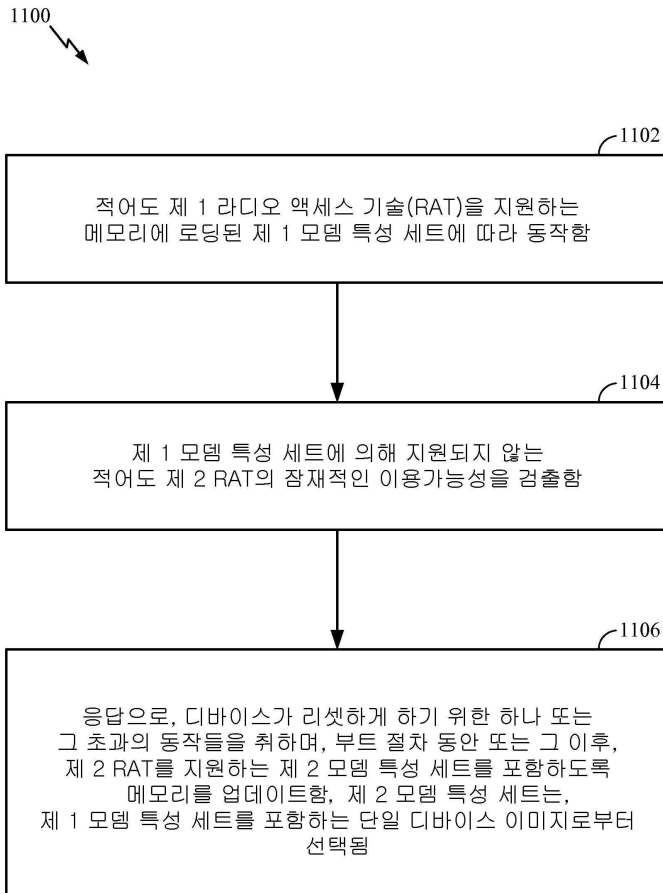 1100
1102
적어도 제 1 라디오 액세스 기술(RAT)을 지원하는
메모리에 로딩된 제 1 모뎀 특성 세트에 따라 동작함
1104
제 1 모뎀 특성 세트에 의해 지원되지 않는
적어도 제 2 RAT의 잠재적인 이용가능성을 검출함
1106
응답으로, 디바이스가 리셋하게 하기 위한 하나 또는
그 초과의 동작들을 취하며, 부트 절차 동안 또는 그 이후,
제 2 RAT를 지원하는 제 2 모뎀 특성 세트를 포함하도록
메모리를 업데이트함, 제 2 모뎀 특성 세트는,
제 1 모뎀 특성 세트를 포함하는 단일 디바이스 이미지로부터
선택됨